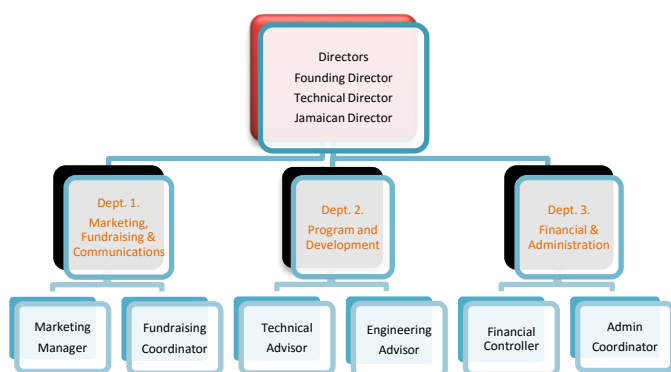 Directors
Founding Director
Technical Director
Jamaican Director
Dept. 1.
Marketing,
Fundraising &
Communications
Dept. 2.
Program and
Development
Dept. 3.
Financial &
Administration
Marketing
Manager
Fundraising
Coordinator
Technical
Advisor
Engineering
Advisor
Financial
Controller
Admin
Coordinator